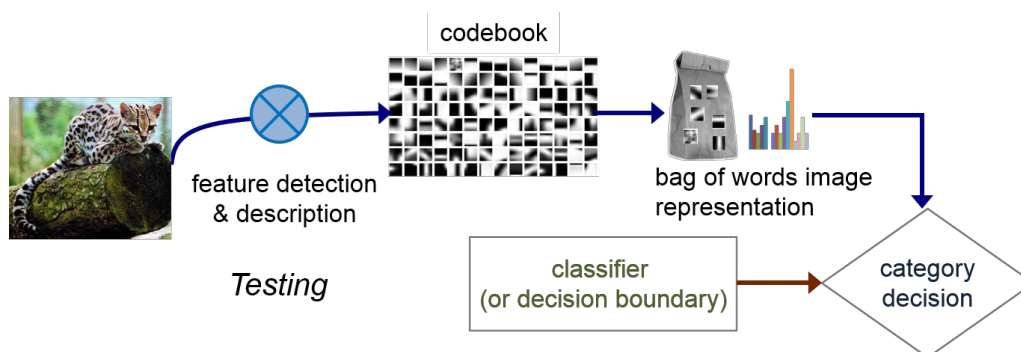 codebook
feature detection
& description
bag of words image
representation
Testing
classifier
(or decision boundary)
category
decision